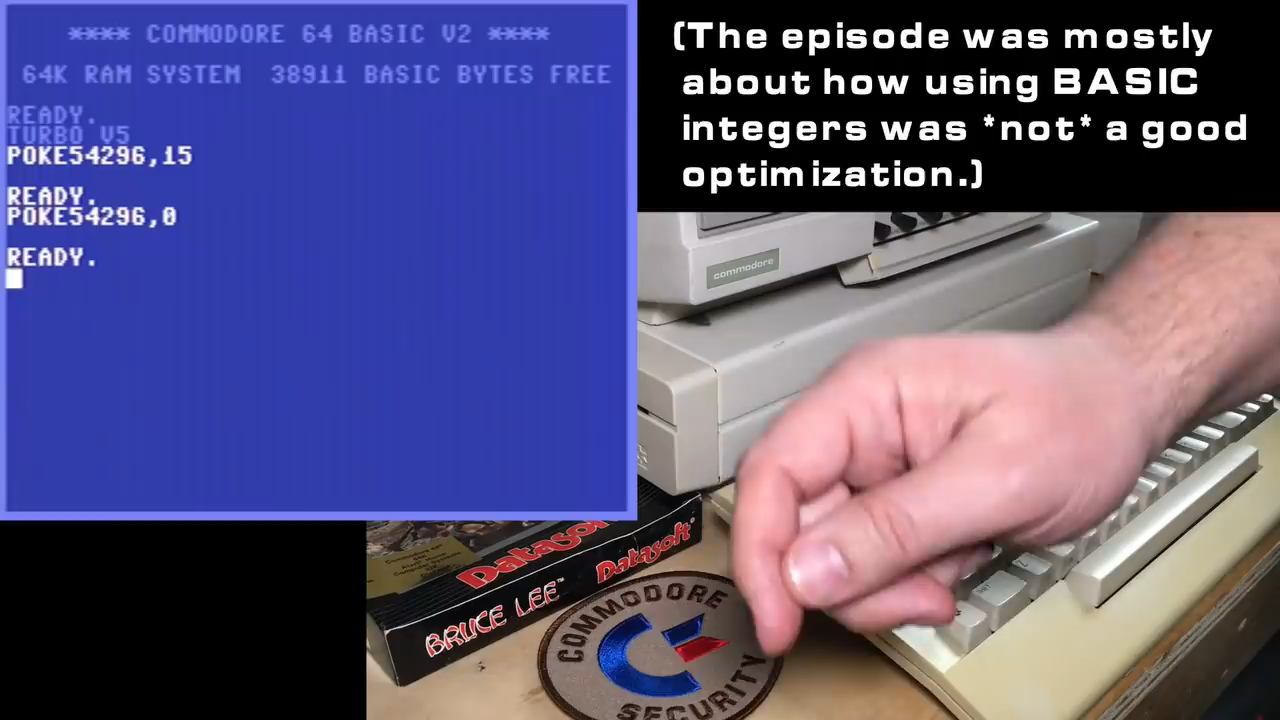 **** COMMODORE 64 BASIC V2 ****
64K RAM SYSTEM 38911 BASIC BYTES FREE
READY.
TURBO V5
POKE54296,15
READY.
POKE54296,0
READY.
(The episode was mostly
about how using BASIC
integers was *not* a good
optimization.)
commodore
Datasoft
Datasoft
BRUCE LEE™
COMMODORE
SECURITY